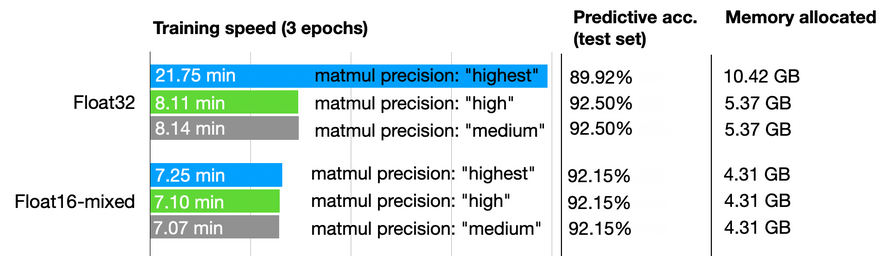 Training speed (3 epochs)
Predictive acc.
(test set)
Memory allocated
Float32
21.75 min matmul precision: "highest" 89.92% 10.42 GB
8.11 min matmul precision: "high" 92.50% 5.37 GB
8.14 min matmul precision: "medium" 92.50% 5.37 GB
Float16-mixed
7.25 min matmul precision: "highest" 92.15% 4.31 GB
7.10 min matmul precision: "high" 92.15% 4.31 GB
7.07 min matmul precision: "medium" 92.15% 4.31 GB